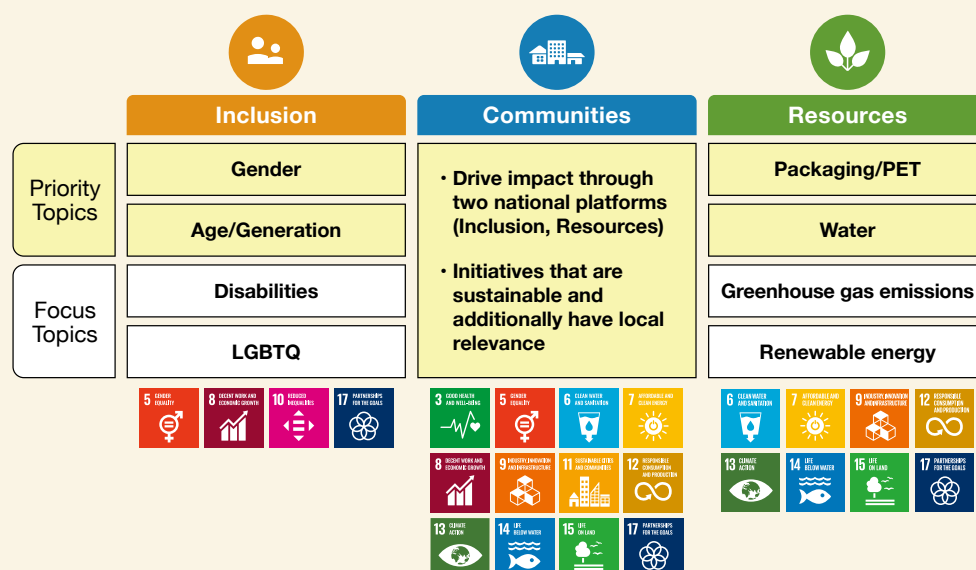 Inclusion
Communities
Resources
Priority
Topics
Gender
Age/Generation
· Drive impact through
two national platforms
(Inclusion, Resources)
· Initiatives that are
sustainable and
additionally have local
relevance
Packaging/PET
Water
Focus
Topics
Disabilities
LGBTQ
Greenhouse gas emissions
Renewable energy
5 GENDER
EQUALITY
8 DECENT WORK AND
ECONOMIC GROWTH
10 REDUCED
INEQUALITIES
17 PARTNERSHIPS
FOR THE GOALS
3 GOOD HEALTH
AND WELL-BEING
5 GENDER
EQUALITY
6 CLEAN WATER
AND SANITATION
7 AFFORDABLE AND
CLEAN ENERGY
8 DECENT WORK AND
ECONOMIC GROWTH
9 INDUSTRY, INNOVATION
AND INFRASTRUCTURE
11 SUSTAINABLE CITIES
AND COMMUNITIES
12 RESPONSIBLE
CONSUMPTION
AND PRODUCTION
13 CLIMATE
ACTION
14 LIFE
BELOW WATER
15 LIFE
ON LAND
17 PARTNERSHIPS
FOR THE GOALS
6 CLEAN WATER
AND SANITATION
7 AFFORDABLE AND
CLEAN ENERGY
9 INDUSTRY, INNOVATION
AND INFRASTRUCTURE
12 RESPONSIBLE
CONSUMPTION
AND PRODUCTION
13 CLIMATE
ACTION
14 LIFE
BELOW WATER
15 LIFE
ON LAND
17 PARTNERSHIPS
FOR THE GOALS